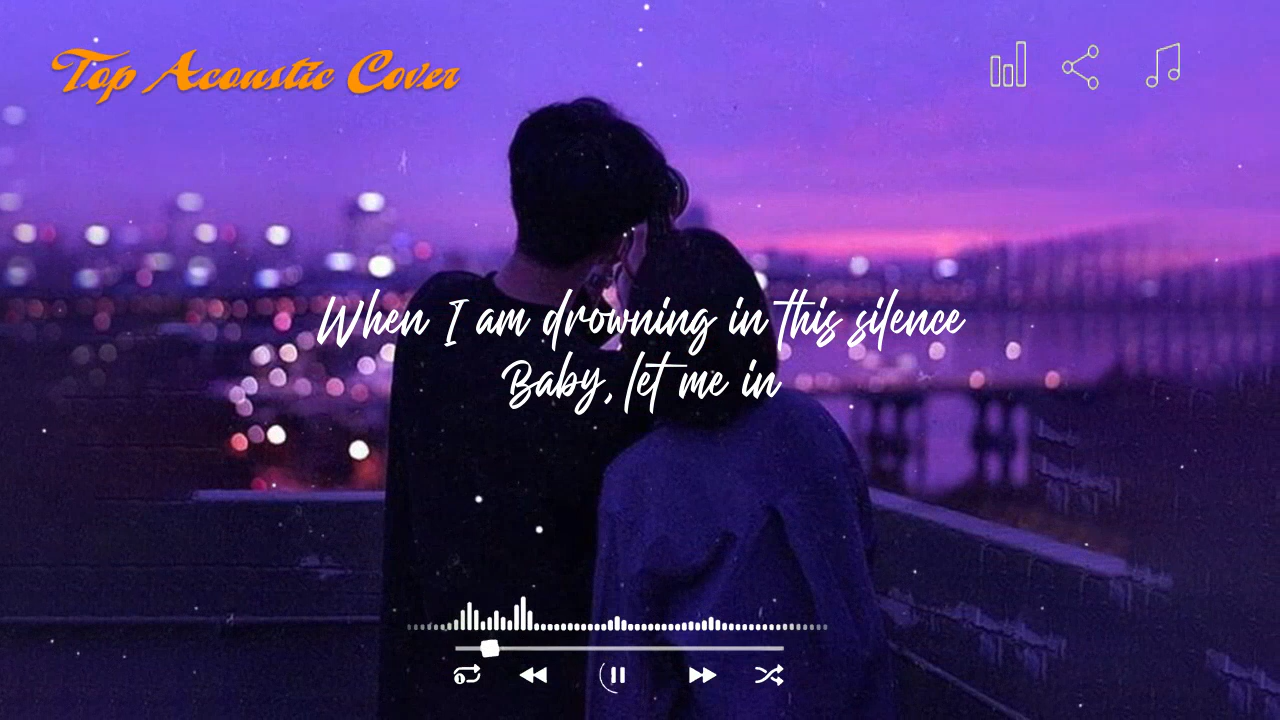 Top Acoustic Cover
When I am drowning in this silence
Baby, let me in